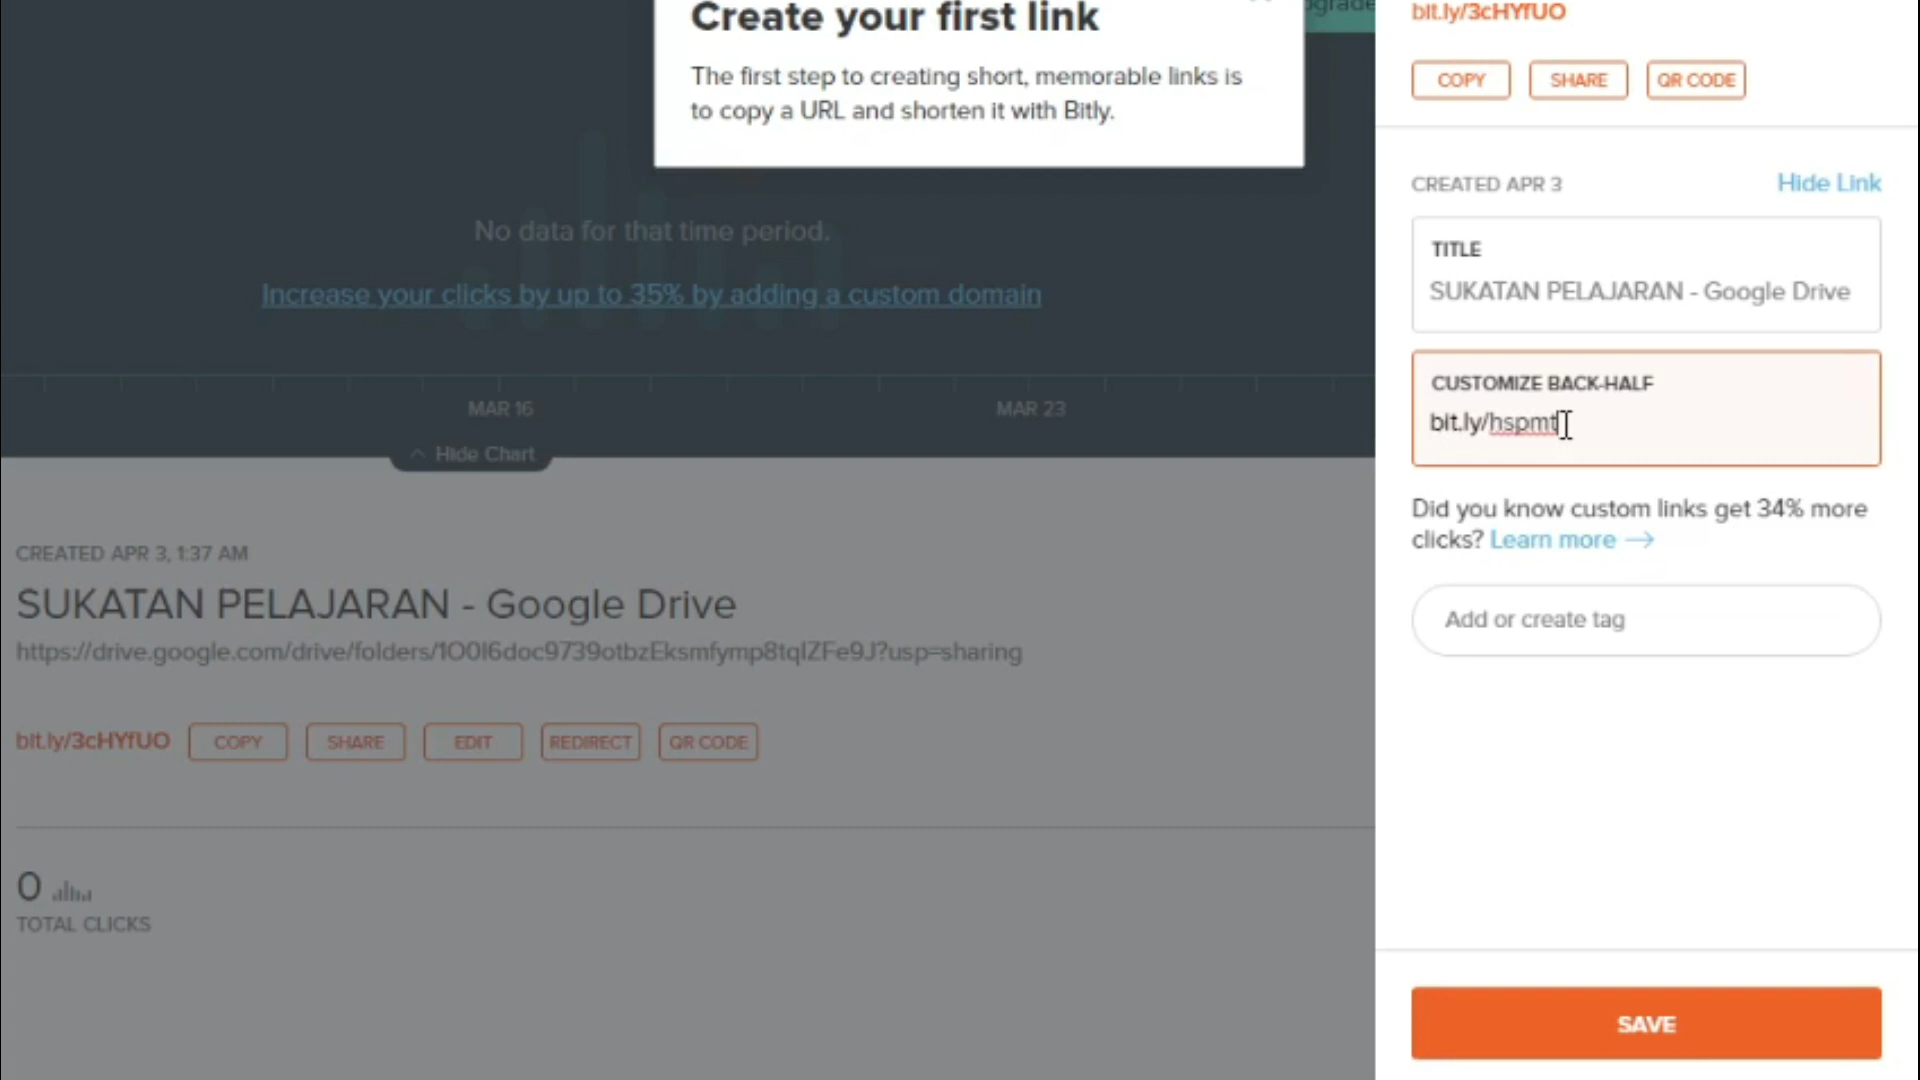 Create your first link
The first step to creating short, memorable links is
to copy a URL and shorten it with Bitly.
No data for that time period.
Increase your clicks by up to 35% by adding a custom domain
MAR 16
MAR 23
Hide Chart
CREATED APR 3, 1:37 AM
SUKATAN PELAJARAN - Google Drive
https://drive.google.com/drive/folders/1O0I6doc9739otbzEksmfymp8tqlZFe9J?usp=sharing
bit.ly/3cHYfUO COPY SHARE EDIT REDIRECT QR CODE
0
TOTAL CLICKS
bit.ly/3cHYfUO
COPY SHARE QR CODE
CREATED APR 3 Hide Link
TITLE
SUKATAN PELAJARAN - Google Drive
CUSTOMIZE BACK-HALF
bit.ly/hspmt
Did you know custom links get 34% more
clicks? Learn more →
Add or create tag
SAVE